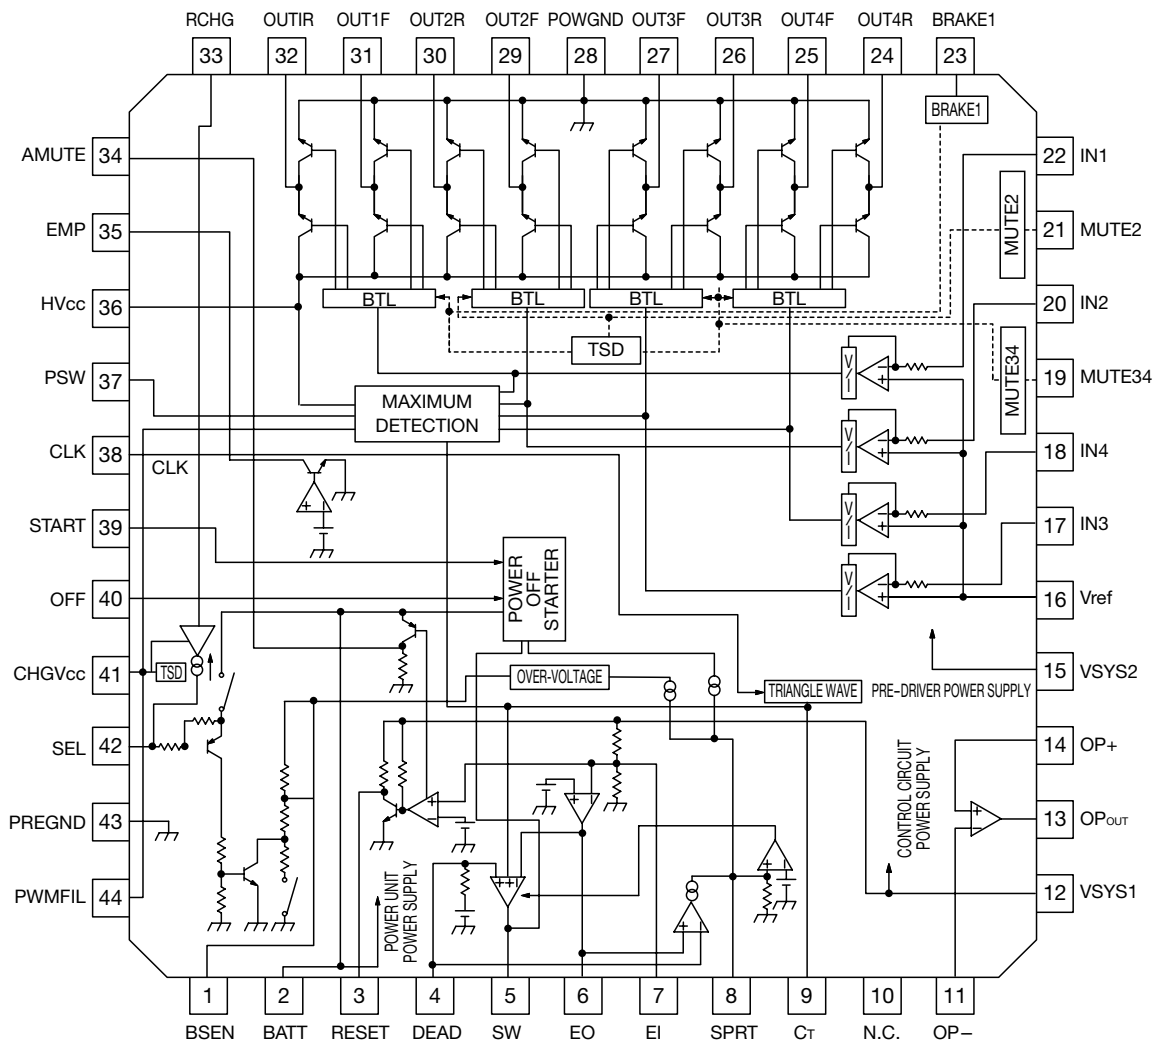 RCHG OUTIR OUT1F OUT2R OUT2F POWGND OUT3F OUT3R OUT4F OUT4R BRAKE1
33 32 31 30 29 28 27 26 25 24 23
BRAKE1
AMUTE 34
22 IN1
EMP 35
MUTE2
21 MUTE2
HVcc 36
BTL BTL BTL BTL
20 IN2
TSD
PSW 37
MAXIMUM
DETECTION
V/I − +
MUTE34
19 MUTE34
CLK 38
CLK
V/I − +
18 IN4
+ −
START 39
V/I − +
17 IN3
OFF 40
POWER
OFF
STARTER
V/I − +
16 Vref
CHGVcc 41
TSD
OVER-VOLTAGE
TRIANGLE WAVE
PRE–DRIVER POWER SUPPLY
15 VSYS2
SEL 42
14 OP+
+ −
+ −
+ −
PREGND 43
CONTROL CIRCUIT
POWER SUPPLY
13 OPOUT
PWMFIL 44
POWER UNIT
POWER SUPPLY
+ + −
+ −
+ −
12 VSYS1
1 2 3 4 5 6 7 8 9 10 11
BSEN BATT RESET DEAD SW EO EI SPRT CT N.C. OP−